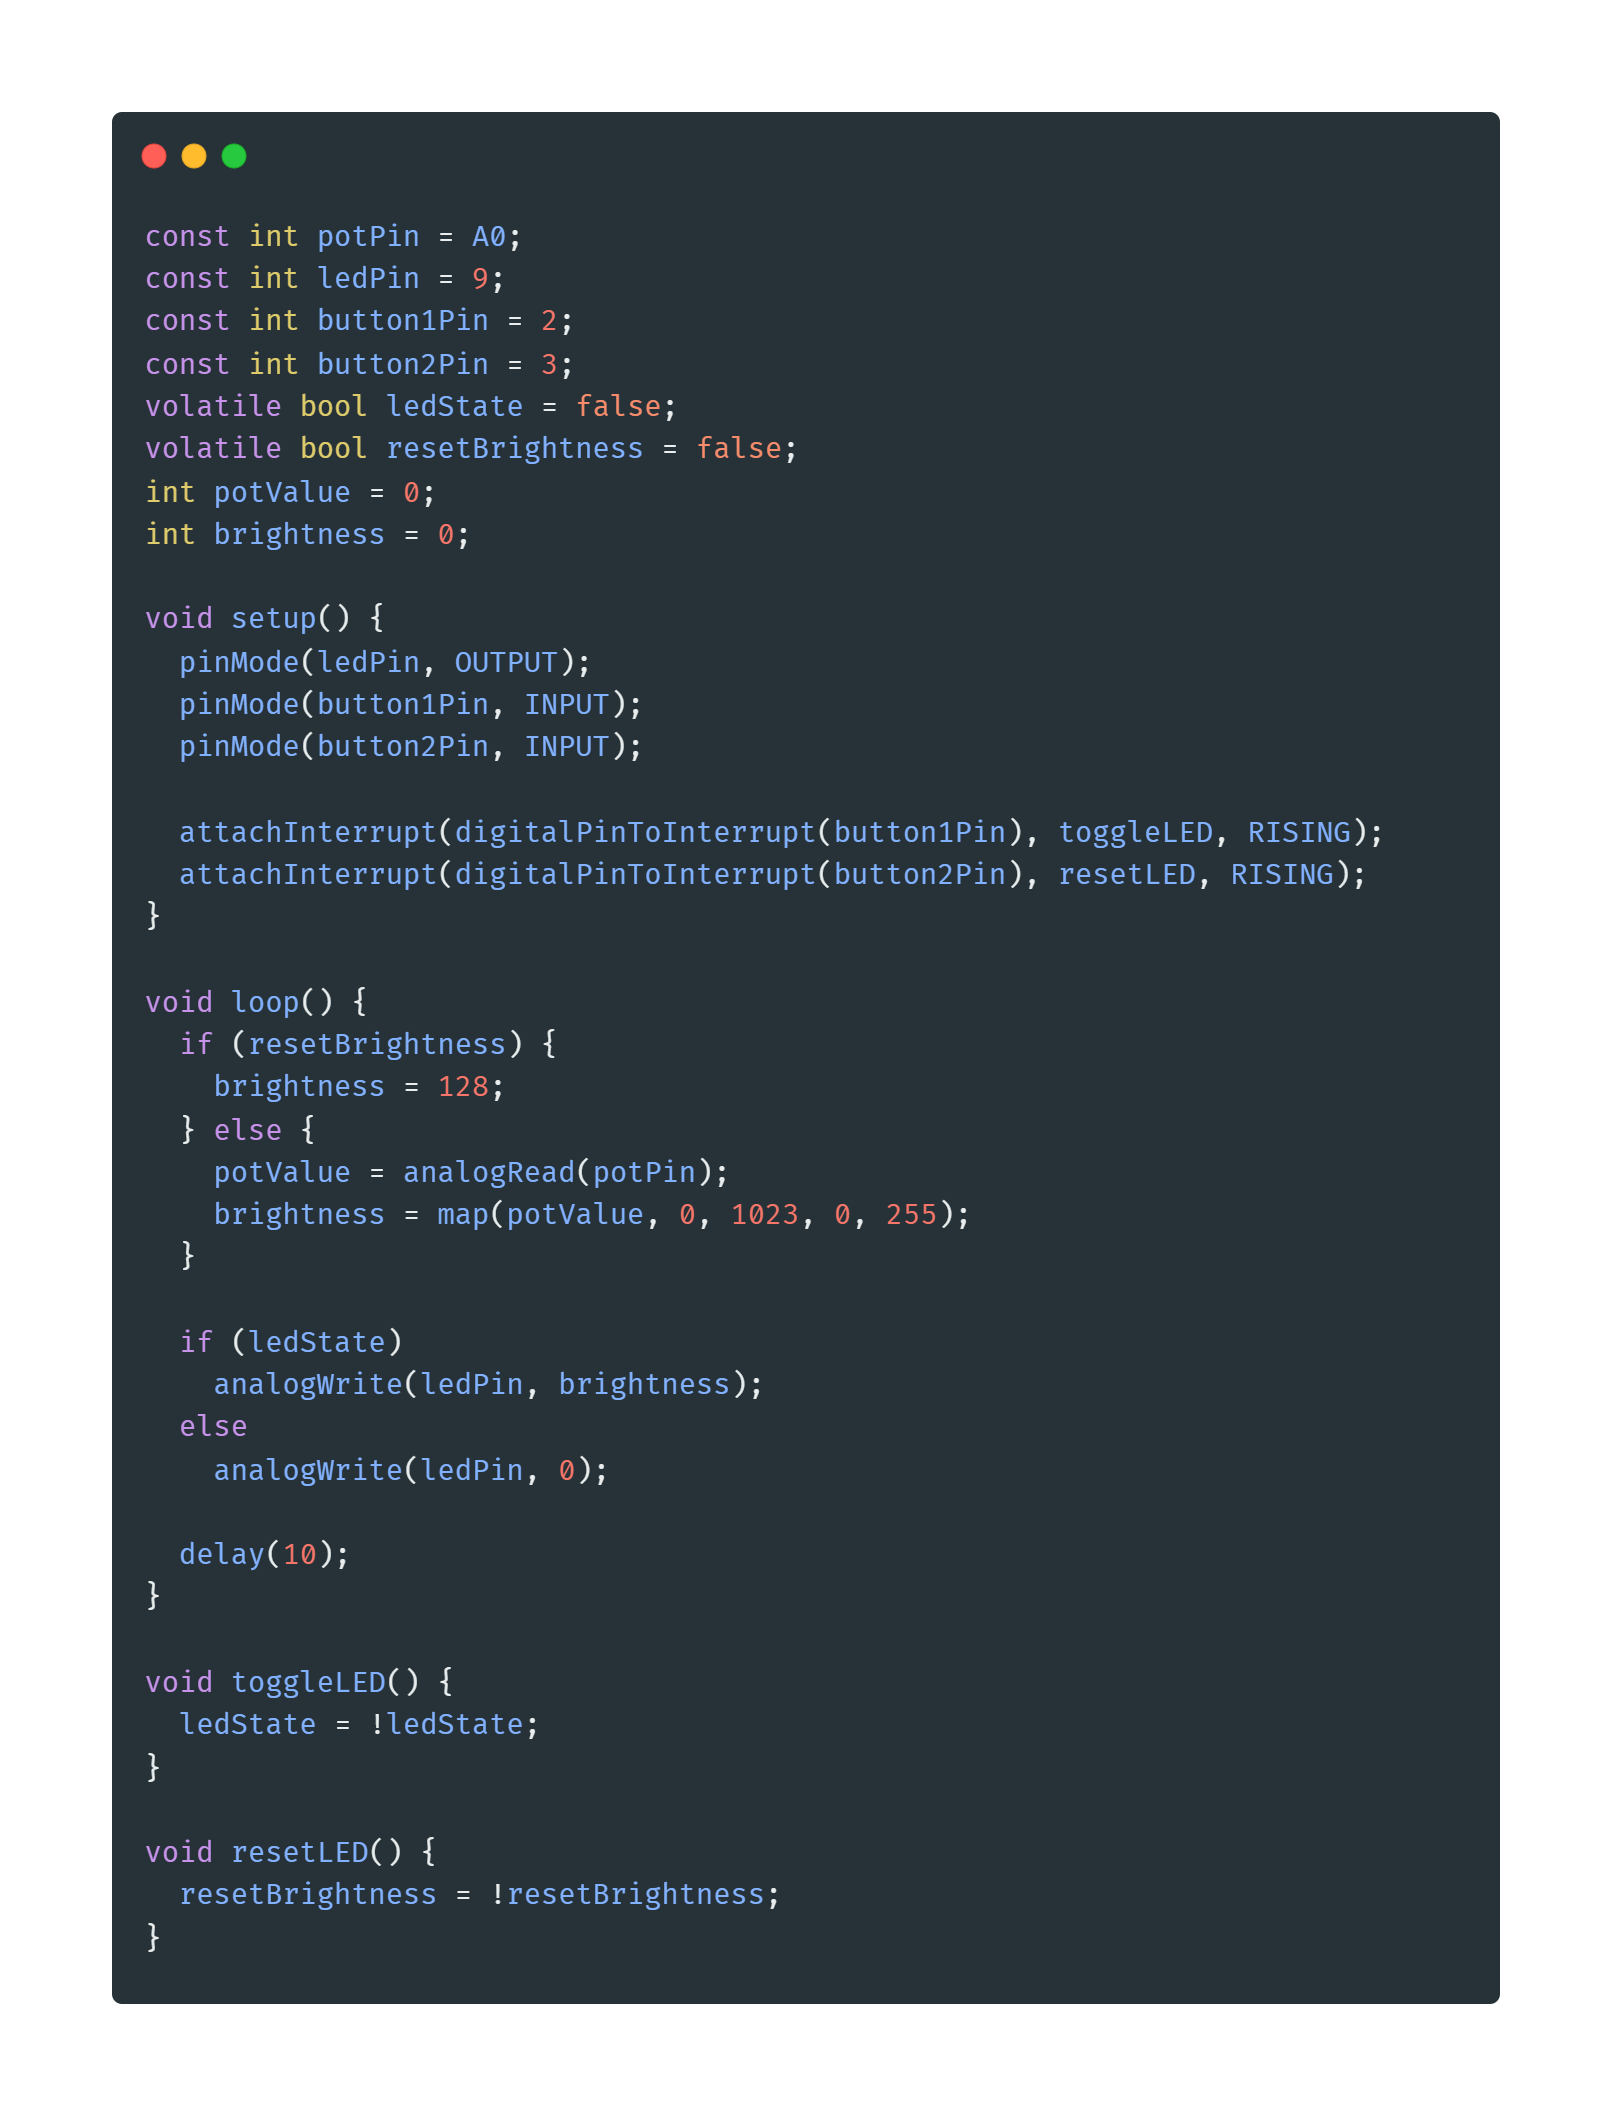 const int potPin = A0;
const int ledPin = 9;
const int button1Pin = 2;
const int button2Pin = 3;
volatile bool ledState = false;
volatile bool resetBrightness = false;
int potValue = 0;
int brightness = 0;

void setup() {
  pinMode(ledPin, OUTPUT);
  pinMode(button1Pin, INPUT);
  pinMode(button2Pin, INPUT);

  attachInterrupt(digitalPinToInterrupt(button1Pin), toggleLED, RISING);
  attachInterrupt(digitalPinToInterrupt(button2Pin), resetLED, RISING);
}

void loop() {
  if (resetBrightness) {
    brightness = 128;
  } else {
    potValue = analogRead(potPin);
    brightness = map(potValue, 0, 1023, 0, 255);
  }

  if (ledState)
    analogWrite(ledPin, brightness);
  else
    analogWrite(ledPin, 0);

  delay(10);
}

void toggleLED() {
  ledState = !ledState;
}

void resetLED() {
  resetBrightness = !resetBrightness;
}